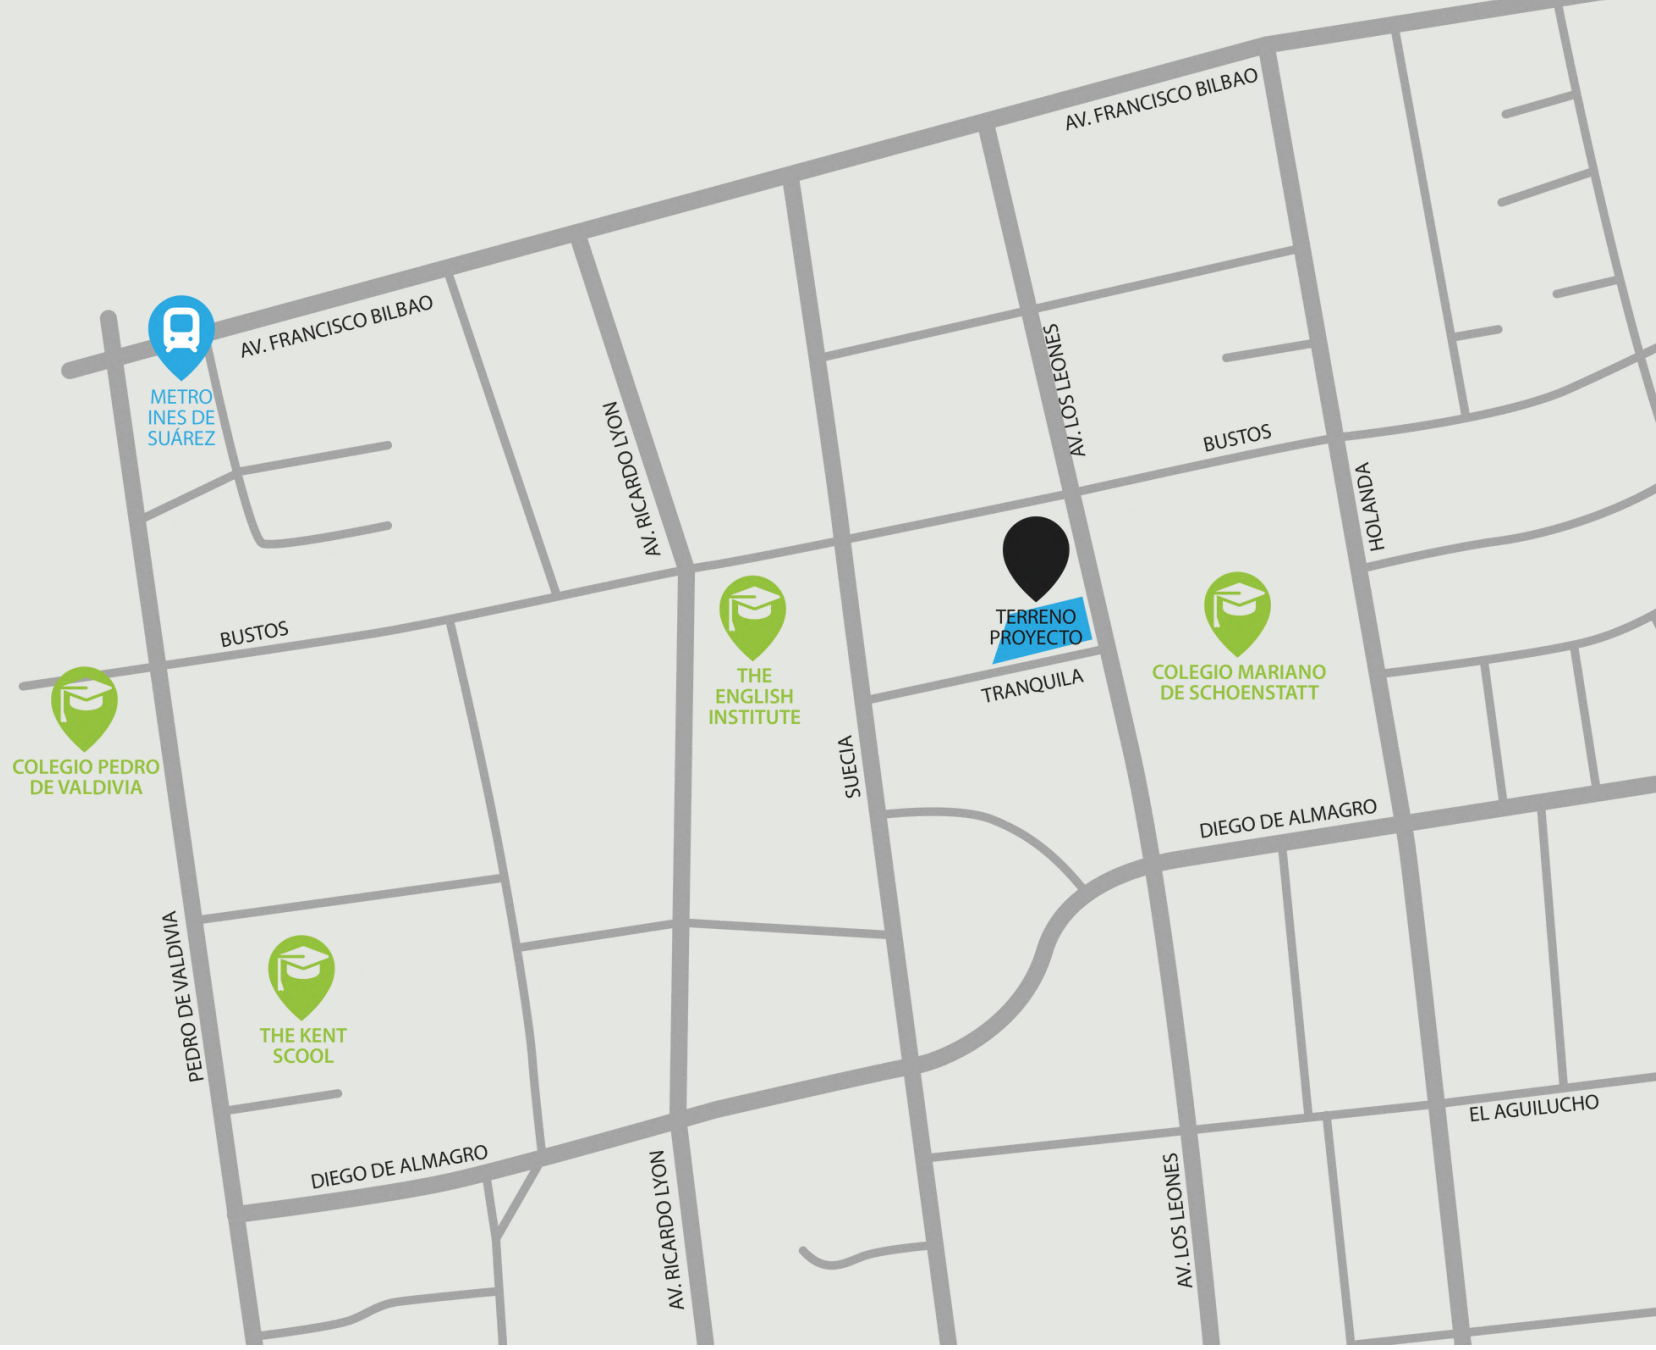 AV. FRANCISCO BILBAO
AV. FRANCISCO BILBAO
METRO
INES DE
SUÁREZ
AV. LOS LEONES
AV. RICARDO LYON
BUSTOS
HOLANDA
BUSTOS
TERRENO
PROYECTO
TRANQUILA
THE
ENGLISH
INSTITUTE
COLEGIO MARIANO
DE SCHOENSTATT
COLEGIO PEDRO
DE VALDIVIA
SUECIA
DIEGO DE ALMAGRO
PEDRO DE VALDIVIA
THE KENT
SCOOL
EL AGUILUCHO
DIEGO DE ALMAGRO
AV. RICARDO LYON
AV. LOS LEONES